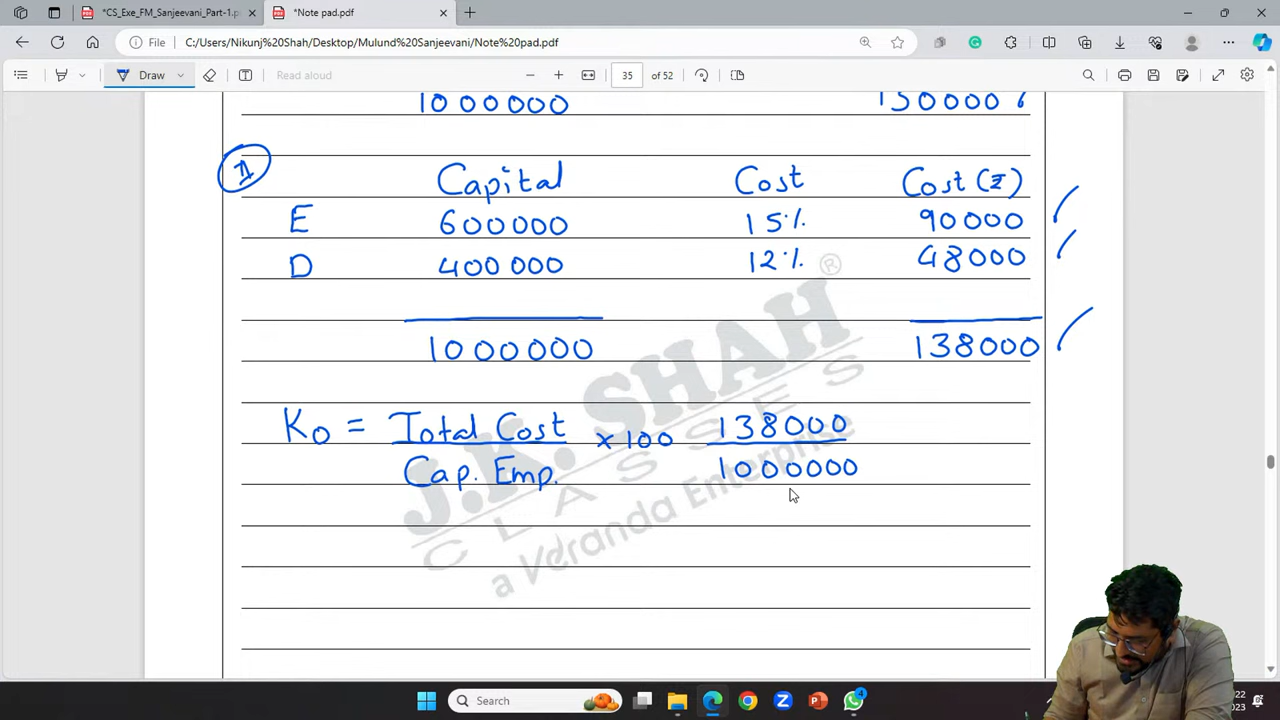 *CS_Exe_FM_Sanjeevani_Part-1.p
*Note pad.pdf
File C:/Users/Nikunj%20Shah/Desktop/Mulund%20Sanjeevani/Note%20pad.pdf
Draw Read aloud 35 of 52
1000000 150000
1 Capital Cost Cost (₹)
E 600000 15% 90000
D 400000 12% 48000
1000000 138000
Ko = Total Cost x 100 138000
Cap. Emp. 1000000
J.K. SHAH ®
CLASSES
a Veranda Enterprise
Search 4